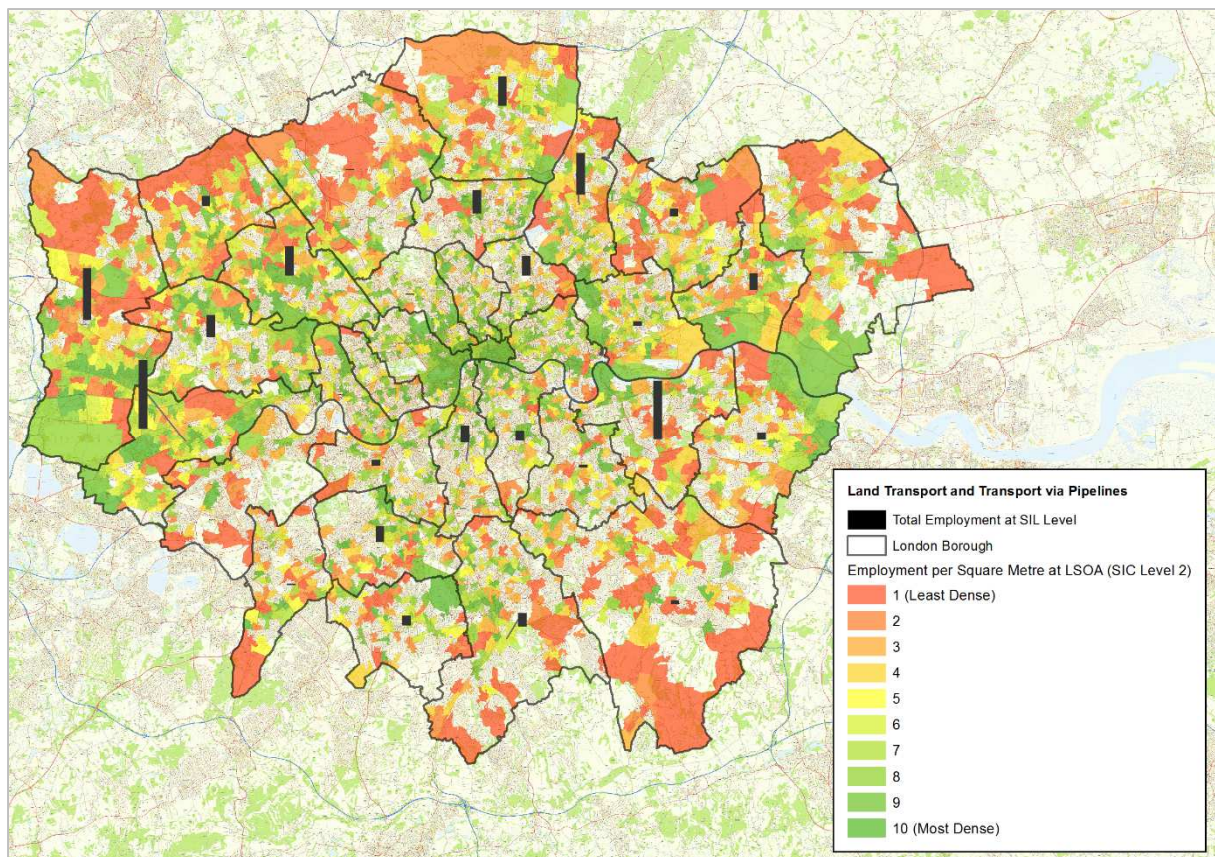 Land Transport and Transport via Pipelines
Total Employment at SIL Level
London Borough
Employment per Square Metre at LSOA (SIC Level 2)
1 (Least Dense)
2
3
4
5
6
7
8
9
10 (Most Dense)